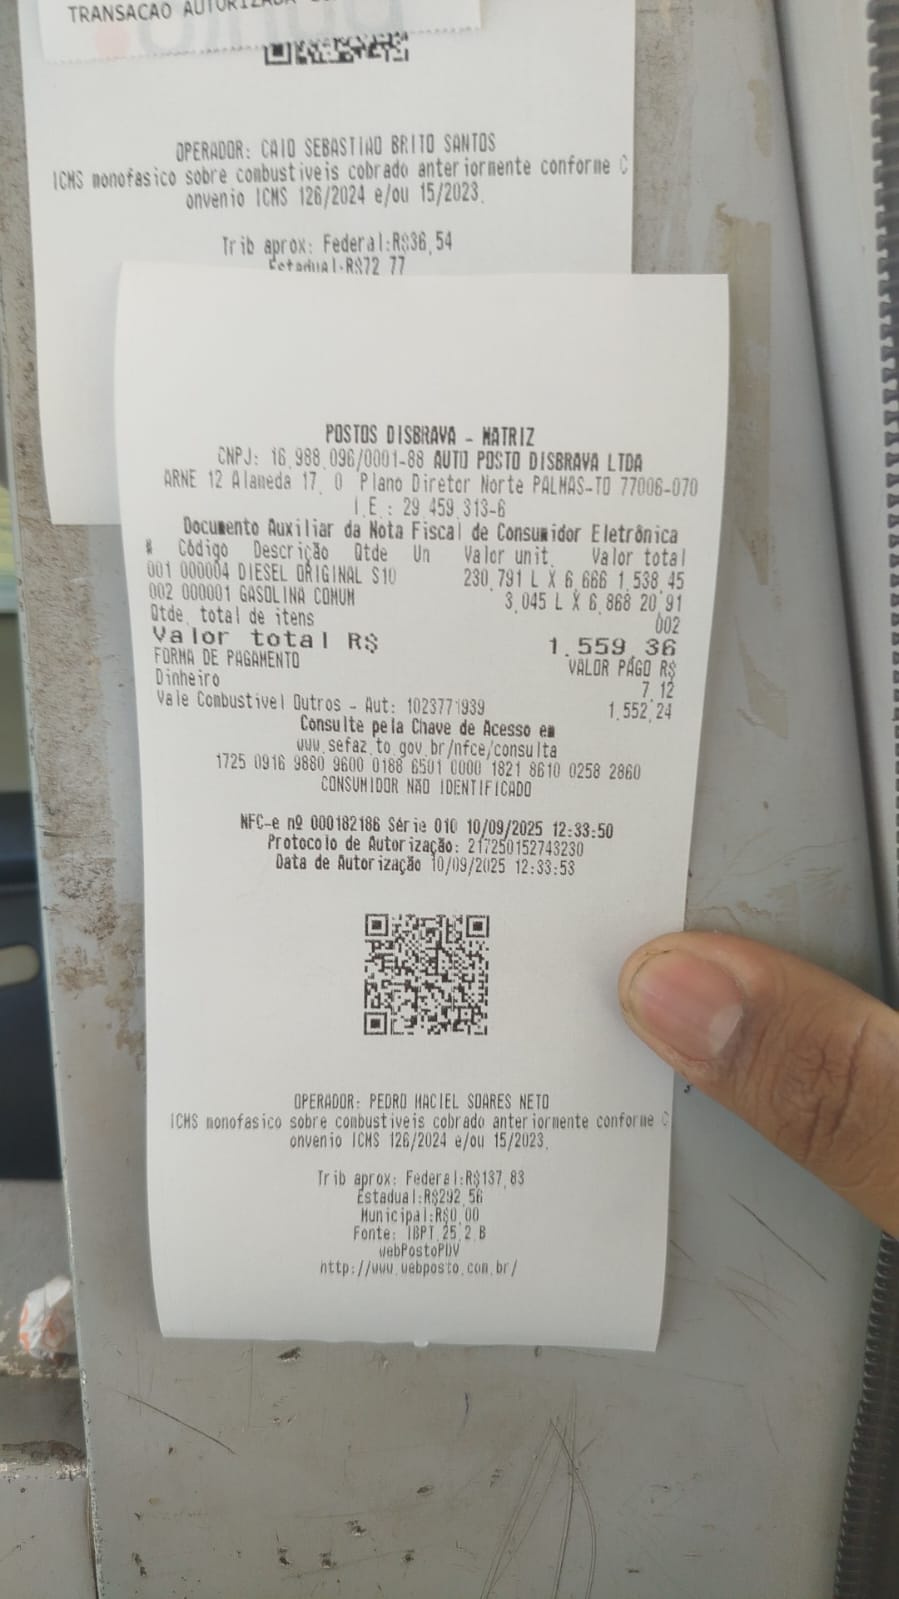 TRANSACAO AUTORIZADA
OPERADOR: CAIO SEBASTIAO BRITO SANTOS
ICMS monofasico sobre combustiveis cobrado anteriormente conforme C
onvenio ICMS 126/2024 e/ou 15/2023.
Trib aprox: Federal:R$36,54
Estadual:R$72,77
POSTOS DISBRAVA - MATRIZ
CNPJ: 16.988.096/0001-88 AUTO POSTO DISBRAVA LTDA
ARNE 12 Alameda 17, 0 Plano Diretor Norte PALMAS-TO 77006-070
I.E.: 29.459.313-6
Documento Auxiliar da Nota Fiscal de Consumidor Eletrônica
# Código Descrição Qtde Un Valor unit. Valor total
001 000004 DIESEL ORIGINAL S10 230,791 L X 6,666 1.538,45
002 000001 GASOLINA COMUM 3,045 L X 6,868 20,91
Qtde. total de itens 002
Valor total R$ 1.559,36
FORMA DE PAGAMENTO VALOR PAGO R$
Dinheiro 7,12
Vale Combustivel Outros - Aut: 1023771939 1.552,24
Consulte pela Chave de Acesso em
www.sefaz.to.gov.br/nfce/consulta
1725 0916 9880 9600 0188 6501 0000 1821 8610 0258 2860
CONSUMIDOR NAO IDENTIFICADO
NFC-e nº 000182186 Série 010 10/09/2025 12:33:50
Protocolo de Autorização: 217250152743230
Data de Autorização 10/09/2025 12:33:53
OPERADOR: PEDRO MACIEL SOARES NETO
ICMS monofasico sobre combustiveis cobrado anteriormente conforme C
onvenio ICMS 126/2024 e/ou 15/2023.
Trib aprox: Federal:R$137,83
Estadual:R$292,56
Municipal:R$0,00
Fonte: IBPT 25.2.B
webPostoPDV
http://www.webposto.com.br/